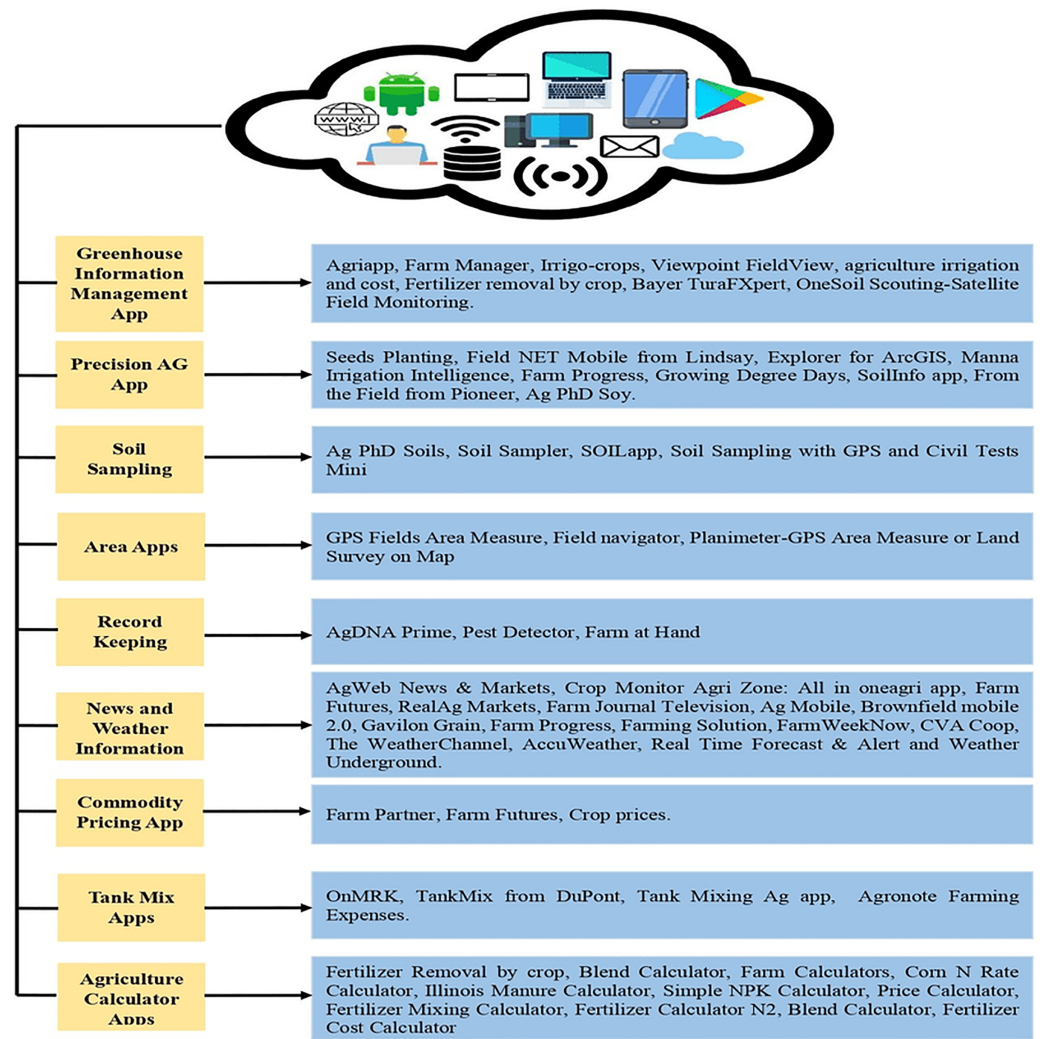 www.
Greenhouse
Information
Management
App
Agriapp, Farm Manager, Irrigo-crops, Viewpoint FieldView, agriculture irrigation
and cost, Fertilizer removal by crop, Bayer TuraFXpert, OneSoil Scouting-Satellite
Field Monitoring.
Precision AG
App
Seeds Planting, Field NET Mobile from Lindsay, Explorer for ArcGIS, Manna
Irrigation Intelligence, Farm Progress, Growing Degree Days, SoilInfo app, From
the Field from Pioneer, Ag PhD Soy.
Soil
Sampling
Ag PhD Soils, Soil Sampler, SOILapp, Soil Sampling with GPS and Civil Tests
Mini
Area Apps
GPS Fields Area Measure, Field navigator, Planimeter-GPS Area Measure or Land
Survey on Map
Record
Keeping
AgDNA Prime, Pest Detector, Farm at Hand
News and
Weather
Information
AgWeb News & Markets, Crop Monitor Agri Zone: All in oneagri app, Farm
Futures, RealAg Markets, Farm Journal Television, Ag Mobile, Brownfield mobile
2.0, Gavilon Grain, Farm Progress, Farming Solution, FarmWeekNow, CVA Coop,
The WeatherChannel, AccuWeather, Real Time Forecast & Alert and Weather
Underground.
Commodity
Pricing App
Farm Partner, Farm Futures, Crop prices.
Tank Mix
Apps
OnMRK, TankMix from DuPont, Tank Mixing Ag app, Agronote Farming
Expenses.
Agriculture
Calculator
Apps
Fertilizer Removal by crop, Blend Calculator, Farm Calculators, Corn N Rate
Calculator, Illinois Manure Calculator, Simple NPK Calculator, Price Calculator,
Fertilizer Mixing Calculator, Fertilizer Calculator N2, Blend Calculator, Fertilizer
Cost Calculator